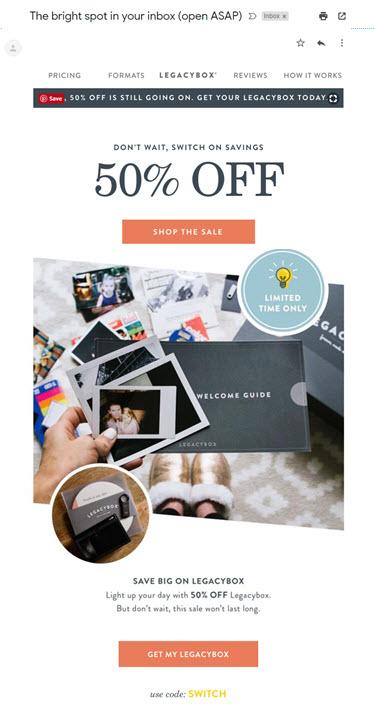 The bright spot in your inbox (open ASAP)
Inbox x
PRICING FORMATS LEGACYBOX REVIEWS HOW IT WORKS
Save
, 50% OFF IS STILL GOING ON. GET YOUR LEGACYBOX TODAY.
DON'T WAIT, SWITCH ON SAVINGS
50% OFF
SHOP THE SALE
LIMITED
TIME ONLY
WELCOME GUIDE
LEGACYBOX
LEGACYBOX
SAVE BIG ON LEGACYBOX
Light up your day with 50% OFF Legacybox.
But don't wait, this sale won't last long.
GET MY LEGACYBOX
use code: SWITCH